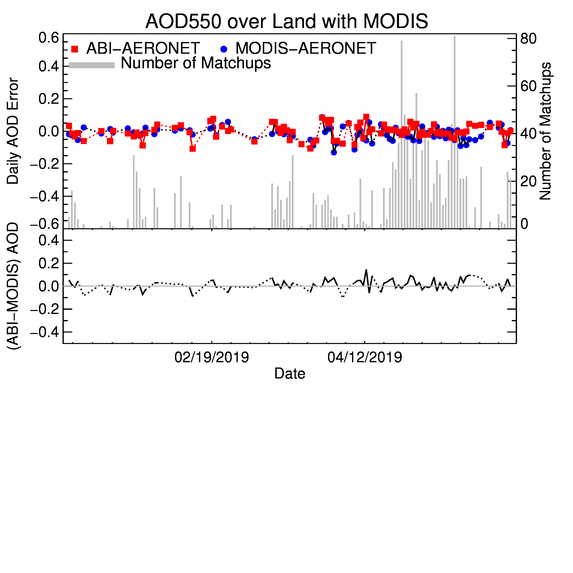 AOD550 over Land with MODIS
ABI−AERONET MODIS−AERONET
Number of Matchups
Daily AOD Error
0.6
0.4
0.2
0.0
−0.2
−0.4
−0.6
Number of Matchups
80
60
40
20
0
(ABI−MODIS) AOD
0.4
0.2
0.0
−0.2
−0.4
02/19/2019 04/12/2019
Date